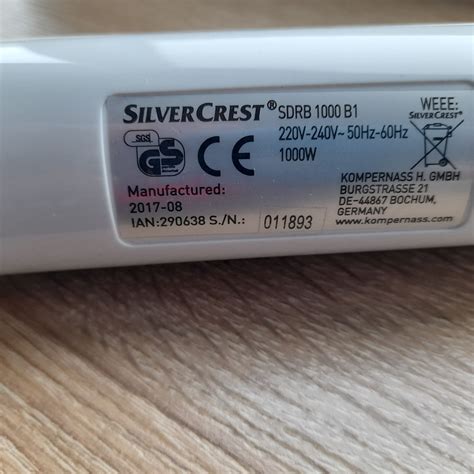 SILVERCREST® SDRB 1000 B1
220V-240V~ 50Hz-60Hz
1000W
WEEE:
SILVERCREST®
SGS
GS
CE
Manufactured:
2017-08
IAN:290638 S./N.: 011893
KOMPERNASS H. GMBH
BURGSTRASSE 21
DE-44867 BOCHUM,
GERMANY
www.kompernass.com